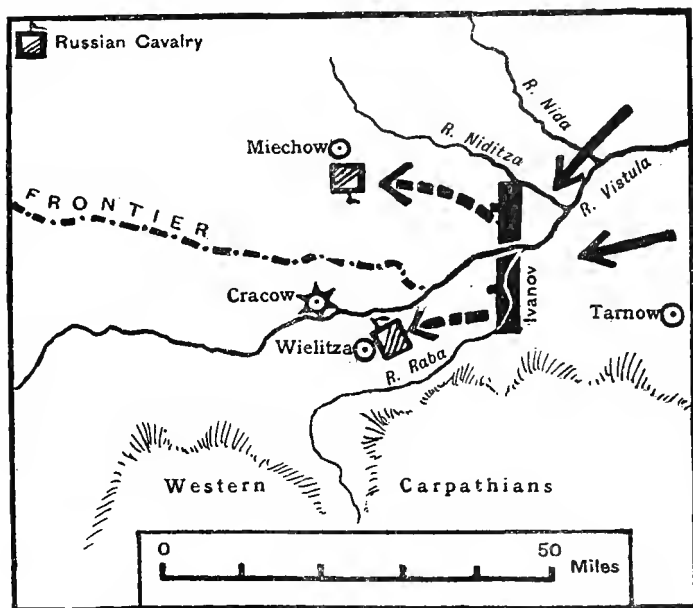 Russian Cavalry
R. Nida
Miechow
R. Niditza
R. Vistula
FRONTIER
Cracow
Ivanov
Tarnow
Wielitza
R. Raba
Western Carpathians
0 50
Miles